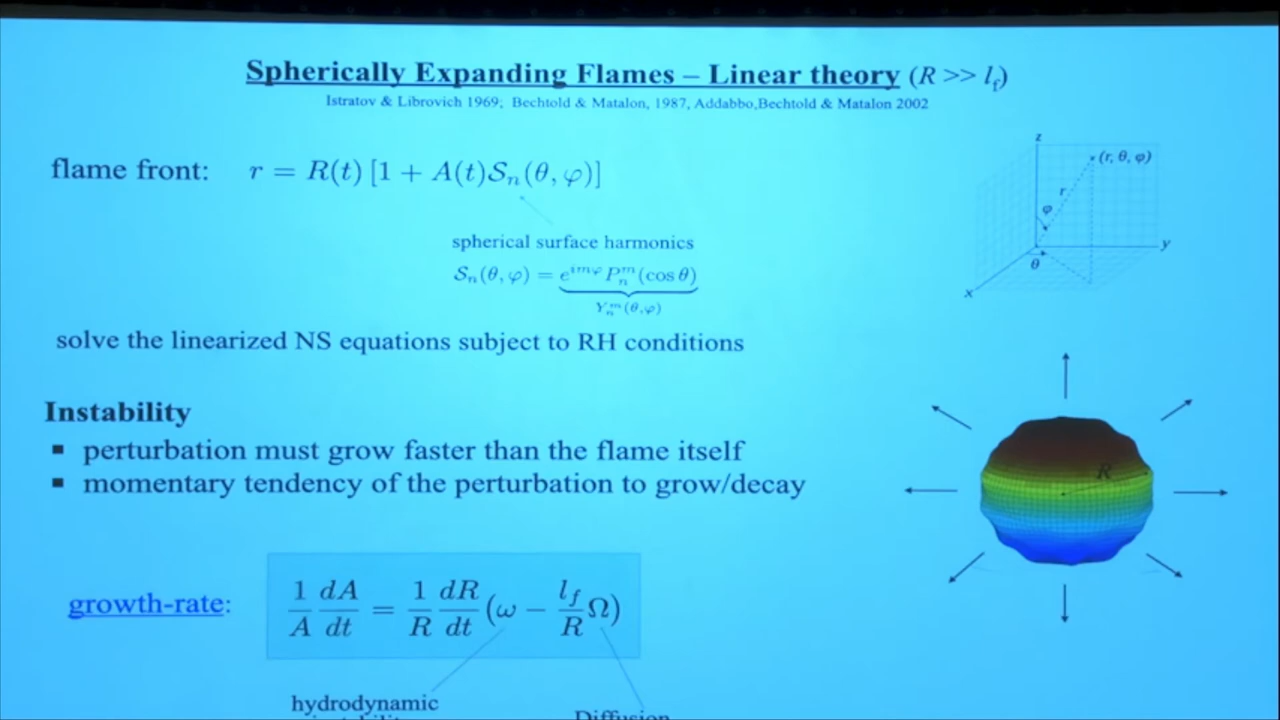 Spherically Expanding Flames – Linear theory (R >> l_f)
Istratov & Librovich 1969; Bechtold & Matalon, 1987, Addabbo,Bechtold & Matalon 2002
flame front: r = R(t) [1 + A(t)S_n(θ, φ)]
z
(r, θ, φ)
r
φ
y
θ
x
spherical surface harmonics
S_n(θ, φ) = e^{imφ} P_n^m(cos θ)
Y_n^m(θ,φ)
solve the linearized NS equations subject to RH conditions
Instability
▪ perturbation must grow faster than the flame itself
▪ momentary tendency of the perturbation to grow/decay
R
growth-rate: 1/A dA/dt = 1/R dR/dt (ω − l_f/R Ω)
hydrodynamic
Diffusion